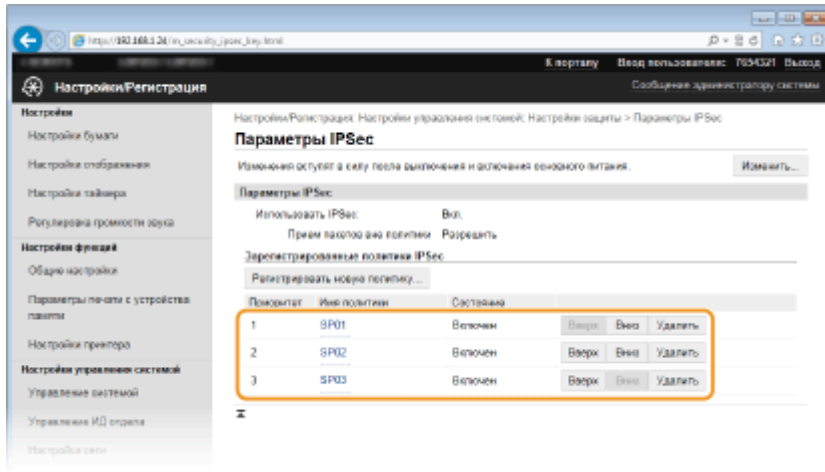 К порталу Вход пользователя: 7654321 Выход
Настройки/Регистрация
Сообщение администратору системы
Настройки
Настройки бумаги
Настройки отображения
Настройки таймера
Регулировка громкости звука
Настройки функций
Общие настройки
Параметры печати с устройства
памяти
Настройки принтера
Настройки управления системой
Управление системой
Управление ИД отдела
Настройки сети
Настройки/Регистрация: Настройки управления системой: Настройки защиты > Параметры IPSec
Параметры IPSec
Изменения вступят в силу после выключения и включения основного питания.
Изменить...
Параметры IPSec
Использовать IPSec: Вкл.
Прием пакетов вне политики Разрешить
Зарегистрированные политики IPSec
Регистрировать новую политику...
Приоритет Имя политики Состояние
1 SP01 Включен Вверх Вниз Удалить
2 SP02 Включен Вверх Вниз Удалить
3 SP03 Включен Вверх Вниз Удалить